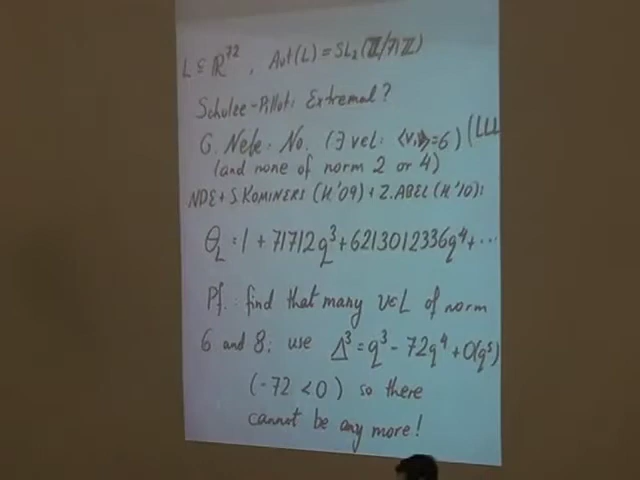 L ⊆ ℝ^72, Aut(L) = SL₂(ℤ/71ℤ)
Schulze-Pillot: Extremal?
G. Nebe: No. (∃ v∈L: ⟨v,v⟩=6) (LLL
(and none of norm 2 or 4)
NDE + S.KOMINERS (H'09) + Z.ABEL (H'10):
θ_L = 1 + 71712q³ + 6213012336q⁴ + ...
Pf.: find that many v∈L of norm
6 and 8; use Δ³ = q³ - 72q⁴ + O(q⁵)
(-72 < 0) so there
cannot be any more!